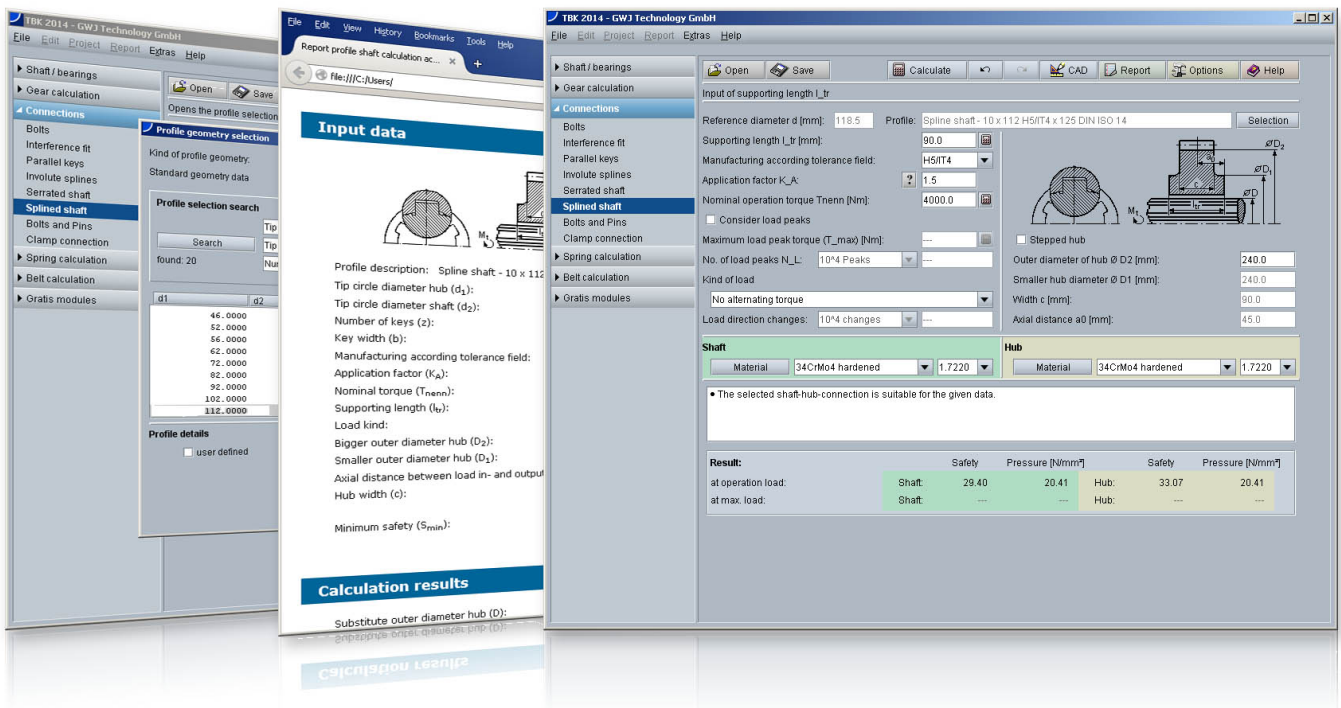 TBK 2014 - GWJ Technology GmbH
File Edit Project Report Extras Help
Shaft / bearings
Gear calculation
Connections
Bolts
Interference fit
Parallel keys
Involute splines
Serrated shaft
Splined shaft
Bolts and Pins
Clamp connection
Spring calculation
Belt calculation
Gratis modules
Open Save
Opens the profile selection
Profile geometry selection
Kind of profile geometry:
Standard geometry data
Profile selection search
Tip
Search Tip
found: 20 Num
d1 d2
46.0000
52.0000
56.0000
62.0000
72.0000
82.0000
92.0000
102.0000
112.0000
Profile details
user defined
File Edit View History Bookmarks Tools Help
Report profile shaft calculation ac... × +
file:///C:/Users/
Input data
Mt
Profile description: Spline shaft - 10 x 112
Tip circle diameter hub (d1):
Tip circle diameter shaft (d2):
Number of keys (z):
Key width (b):
Manufacturing according tolerance field:
Application factor (KA):
Nominal torque (Tnenn):
Supporting length (ltr):
Load kind:
Bigger outer diameter hub (D2):
Smaller outer diameter hub (D1):
Axial distance between load in- and output
Hub width (c):
Minimum safety (Smin):
Calculation results
Substitute outer diameter hub (D):
TBK 2014 - GWJ Technology GmbH
File Edit Project Report Extras Help
Shaft / bearings
Gear calculation
Connections
Bolts
Interference fit
Parallel keys
Involute splines
Serrated shaft
Splined shaft
Bolts and Pins
Clamp connection
Spring calculation
Belt calculation
Gratis modules
Open Save Calculate CAD Report Options Help
Input of supporting length l_tr
Reference diameter d [mm]: 118.5 Profile: Spline shaft - 10 x 112 H5/IT4 x 125 DIN ISO 14 Selection
Supporting length l_tr [mm]: 90.0
Manufacturing according tolerance field: H5/IT4
Application factor K_A: ? 1.5
Nominal operation torque Tnenn [Nm]: 4000.0
Consider load peaks
Maximum load peak torque (T_max) [Nm]: ---
No. of load peaks N_L: 10^4 Peaks ---
Kind of load
No alternating torque
Load direction changes: 10^4 changes ---
ØD2
a0
ØD1
c
ØD
ltr
Mt
Stepped hub
Outer diameter of hub Ø D2 [mm]: 240.0
Smaller hub diameter Ø D1 [mm]: 240.0
Width c [mm]: 90.0
Axial distance a0 [mm]: 45.0
Shaft
Material 34CrMo4 hardened 1.7220
Hub
Material 34CrMo4 hardened 1.7220
• The selected shaft-hub-connection is suitable for the given data.
Result: Safety Pressure [N/mm²] Safety Pressure [N/mm²]
at operation load: Shaft: 29.40 20.41 Hub: 33.07 20.41
at max. load: Shaft: --- --- Hub: --- ---